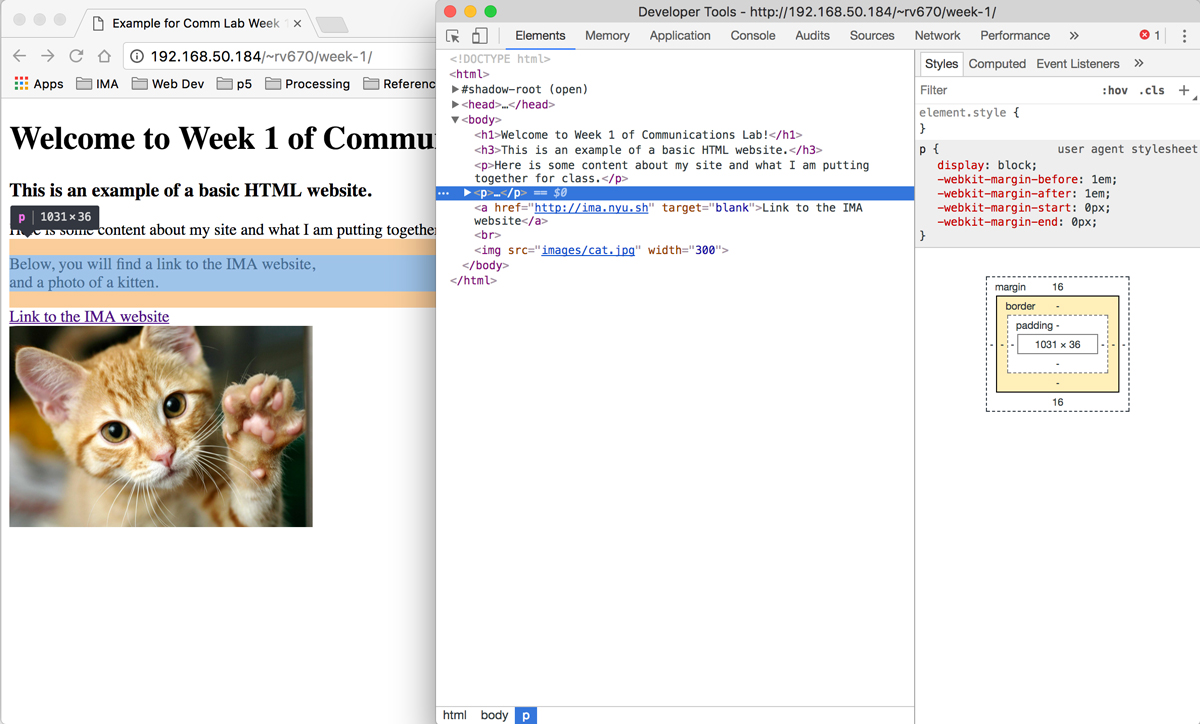 Example for Comm Lab Week
192.168.50.184/~rv670/week-1/
Apps IMA Web Dev p5 Processing Referenc
Welcome to Week 1 of Commu
This is an example of a basic HTML website.
p 1031 × 36
Here is some content about my site and what I am putting together
Below, you will find a link to the IMA website,
and a photo of a kitten.
Link to the IMA website
Developer Tools - http://192.168.50.184/~rv670/week-1/
Elements Memory Application Console Audits Sources Network Performance » 1
<!DOCTYPE html>
<html>
▶#shadow-root (open)
▶<head>…</head>
▼<body>
<h1>Welcome to Week 1 of Communications Lab!</h1>
<h3>This is an example of a basic HTML website.</h3>
<p>Here is some content about my site and what I am putting
together for class.</p>
… ▶<p>…</p> == $0
<a href="http://ima.nyu.sh" target="blank">Link to the IMA
website</a>
<br>
<img src="images/cat.jpg" width="300">
</body>
</html>
html body p
Styles Computed Event Listeners »
Filter :hov .cls +
element.style {
}
p { user agent stylesheet
display: block;
-webkit-margin-before: 1em;
-webkit-margin-after: 1em;
-webkit-margin-start: 0px;
-webkit-margin-end: 0px;
}
margin 16
border -
padding -
- - - 1031 × 36 - - -
-
-
16